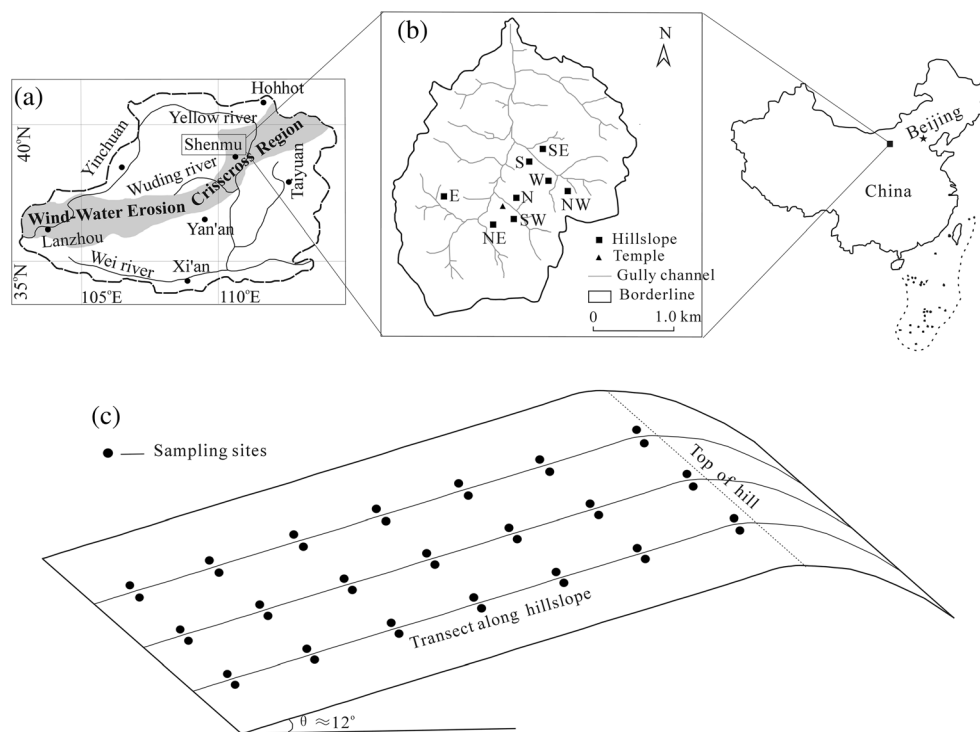 (a)
Hohhot
Yellow river
40°N
Shenmu
Yinchuan
Wuding river
Taiyuan
Wind-Water Erosion Crisscross Region
Yan'an
Lanzhou
Wei river
Xi'an
35°N
105°E
110°E
(b)
N
SE
S
W
E
N
NW
SW
NE
Hillslope
Temple
Gully channel
Borderline
0
1.0 km
Beijing
China
(c)
Sampling sites
Top of hill
Transect along hillslope
θ ≈12°